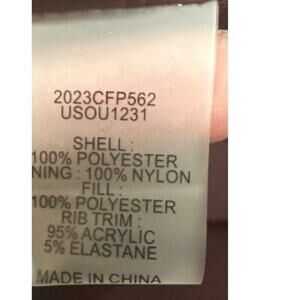 2023CFP562
USOU1231
SHELL :
100% POLYESTER
NING : 100% NYLON
FILL :
100% POLYESTER
RIB TRIM :
95% ACRYLIC
5% ELASTANE
MADE IN CHINA